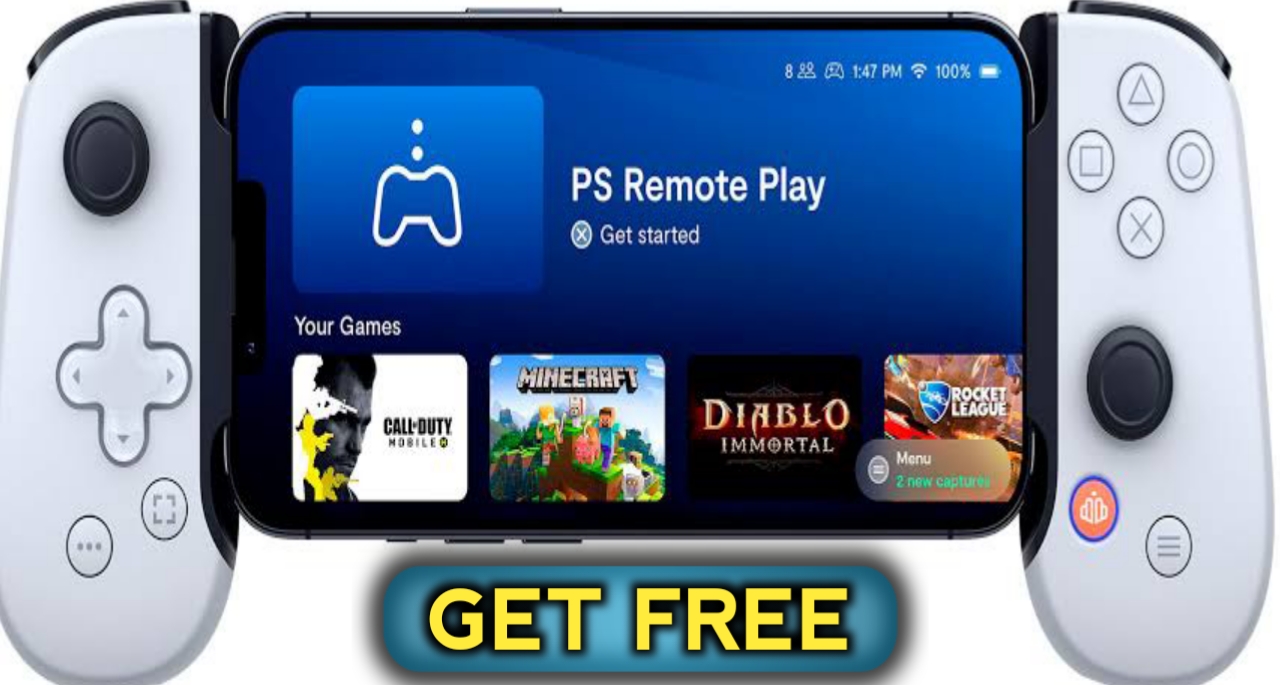 8 1:47 PM 100%
PS Remote Play
Get started
Your Games
CALL OF DUTY
MOBILE
MINECRAFT
DIABLO
IMMORTAL
ROCKET
LEAGUE
Menu
2 new captures
GET FREE